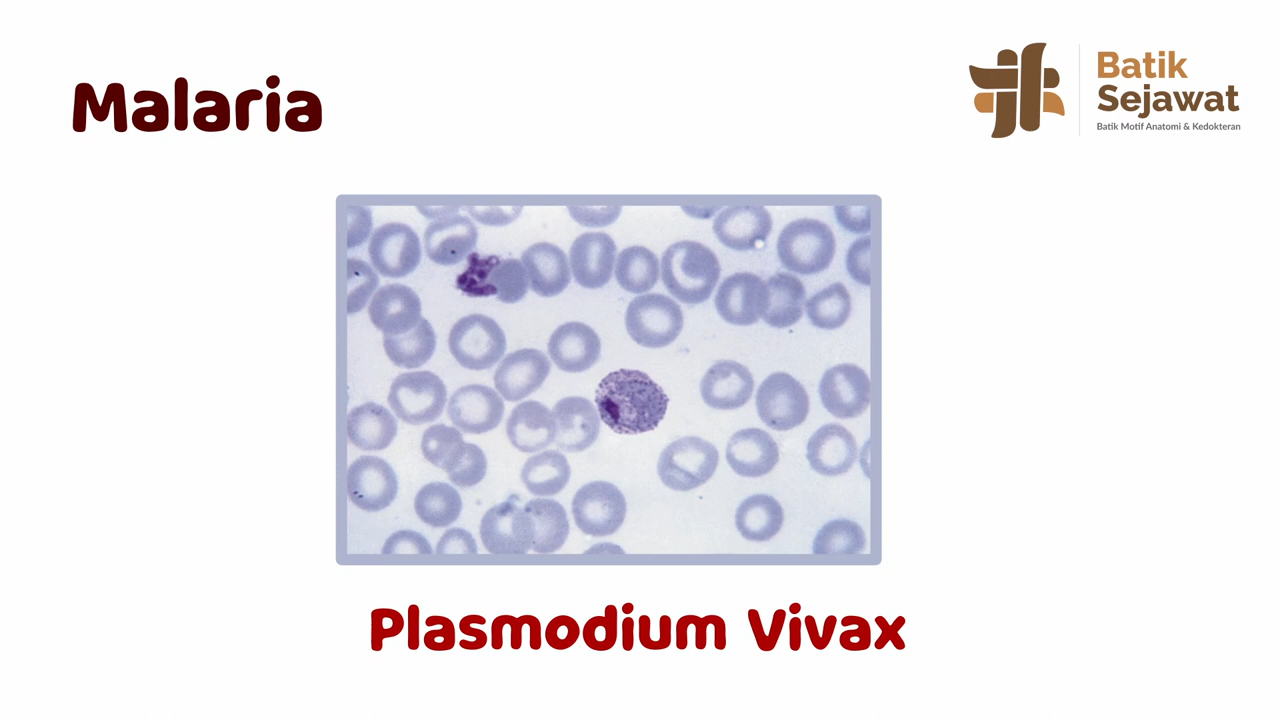 Malaria
Batik
Sejawat
Batik Motif Anatomi & Kedokteran
Plasmodium Vivax